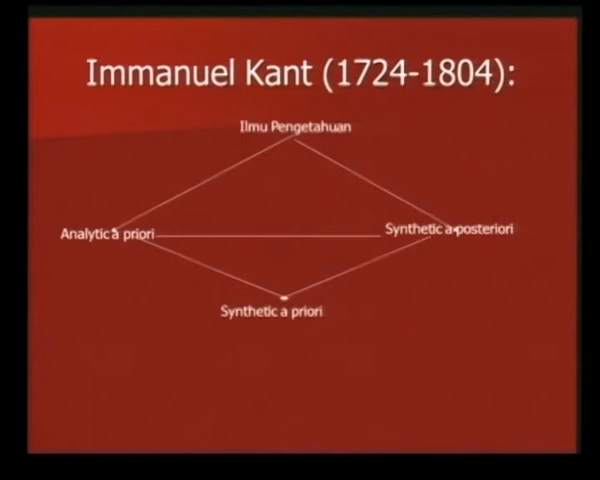 Immanuel Kant (1724-1804):
Ilmu Pengetahuan
Analytic a priori
Synthetic a posteriori
Synthetic a priori